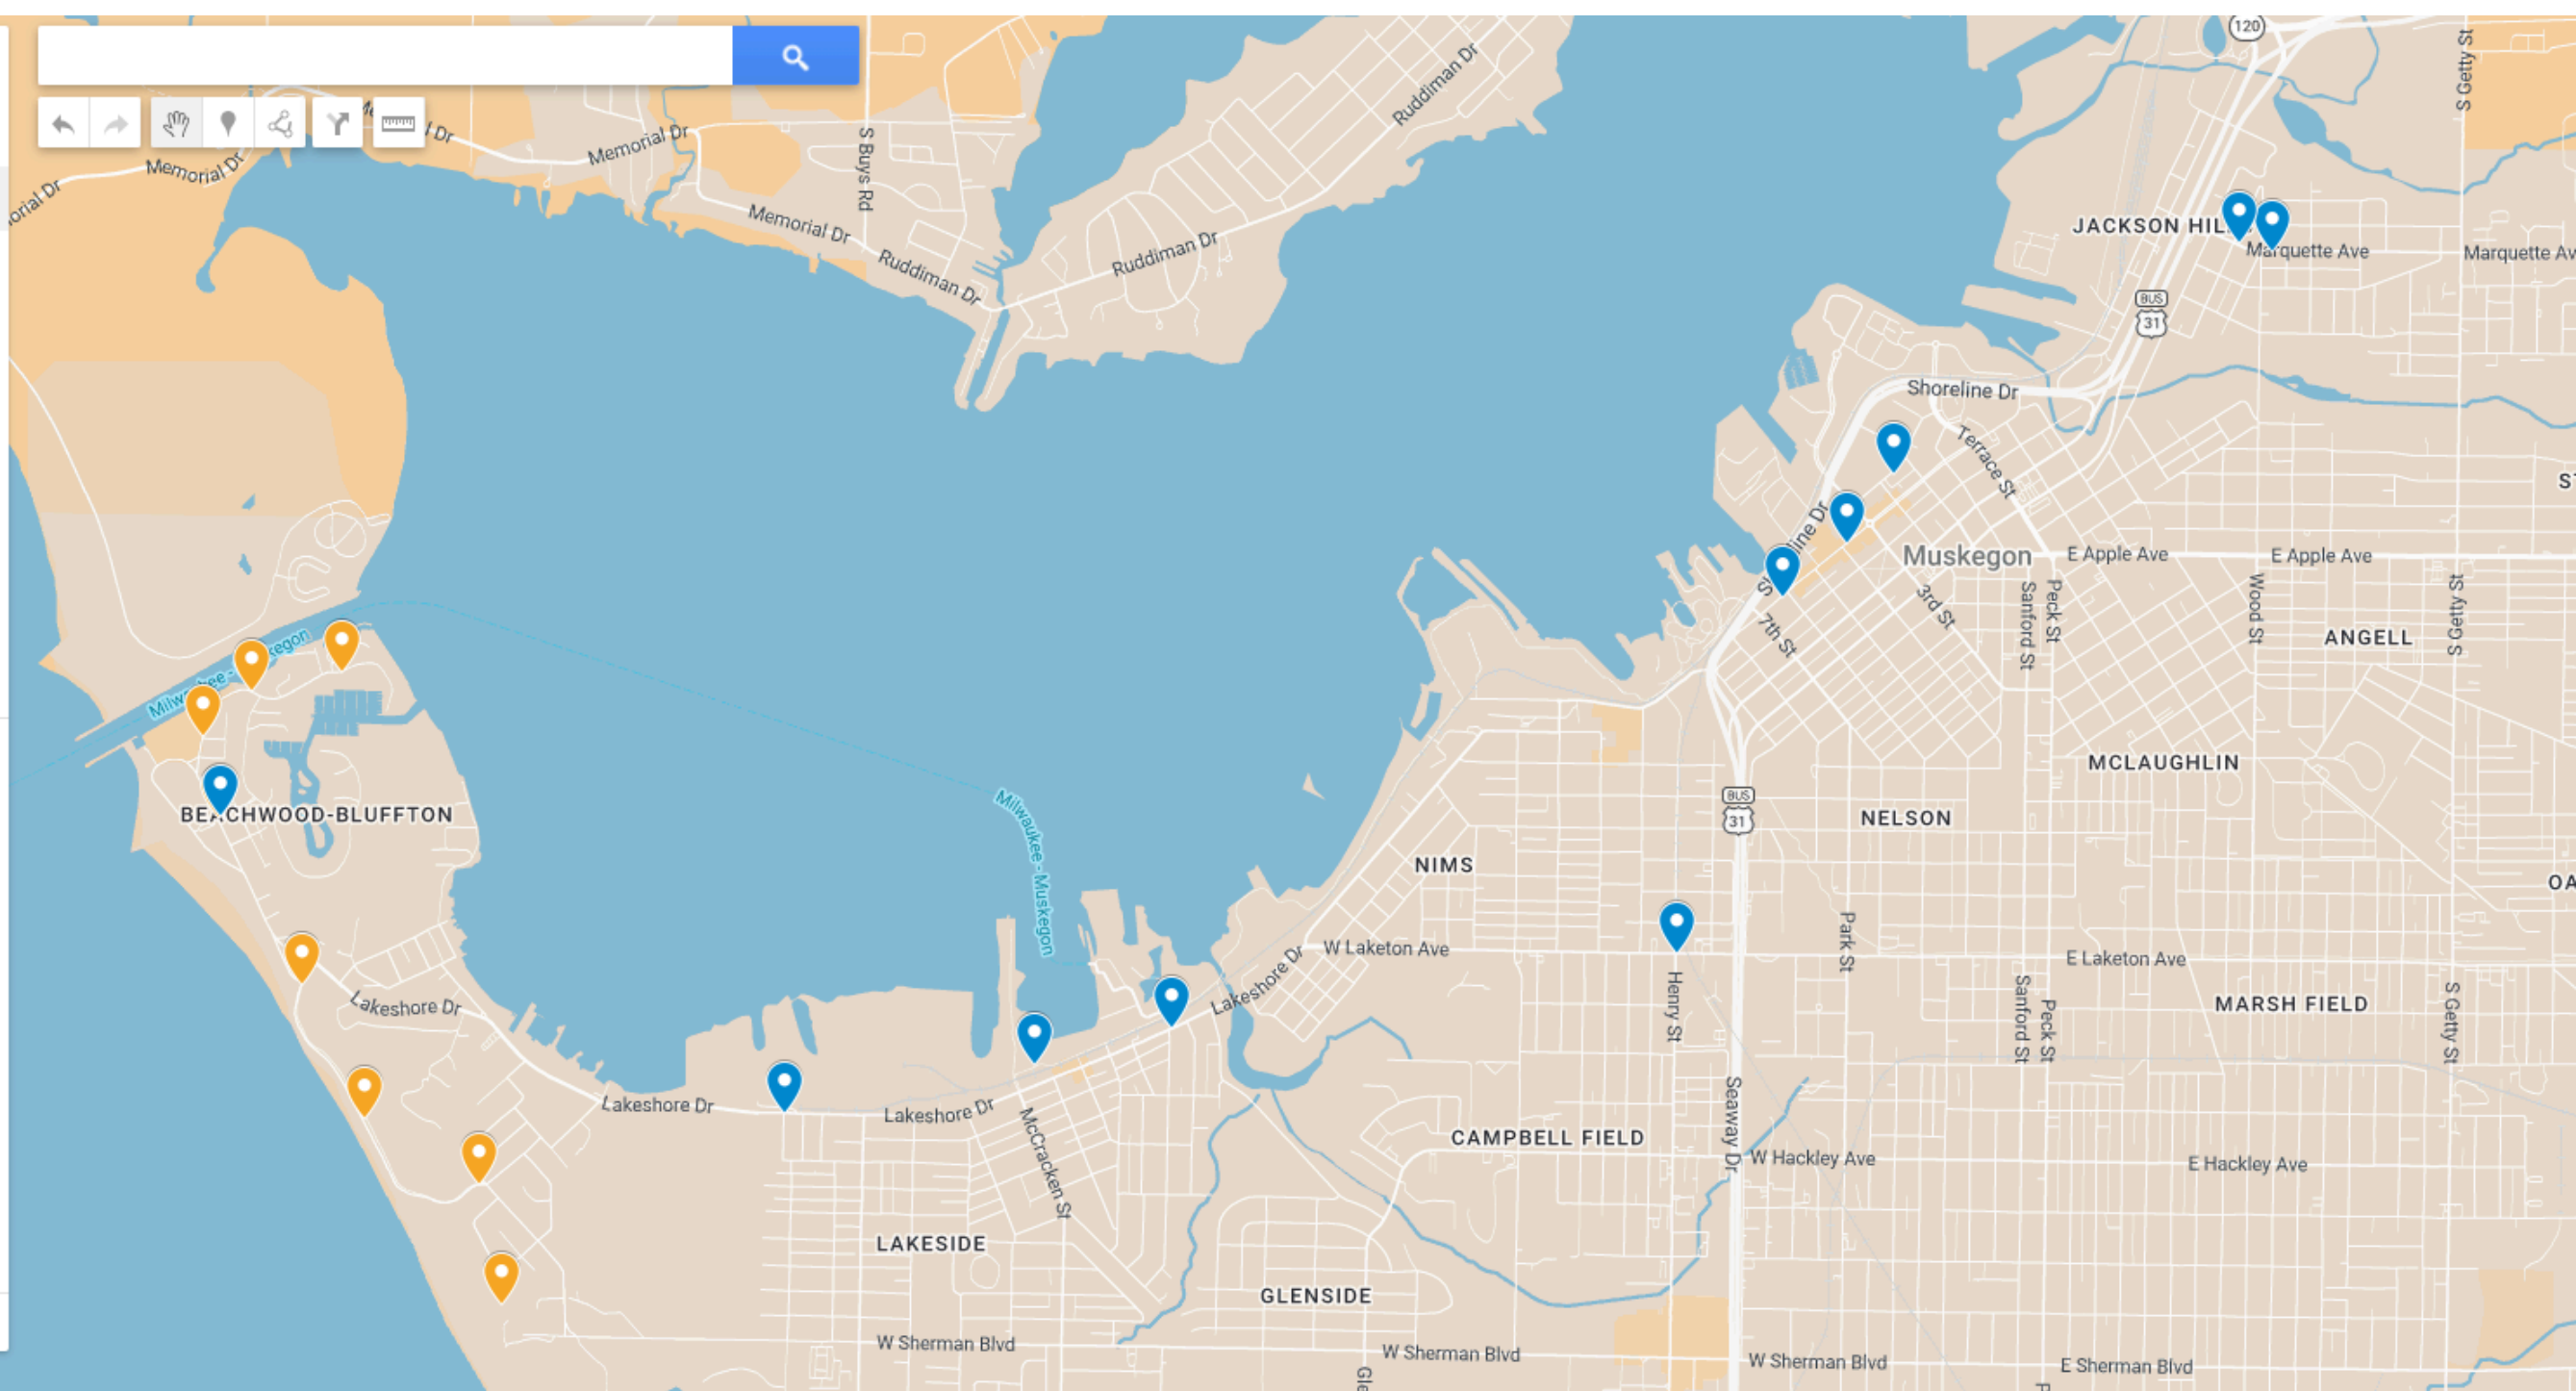 120
S Getty St
Ruddiman Dr
Memorial Dr
Memorial Dr
S Buys Rd
Memorial Dr
Ruddiman Dr
Ruddiman Dr
JACKSON HIL
Marquette Ave
Marquette Av
BUS
31
Shoreline Dr
Terrace St
line Dr
Muskegon
E Apple Ave
E Apple Ave
3rd St
7th St
Sanford St
Peck St
Wood St
S Getty St
ANGELL
MCLAUGHLIN
BEACHWOOD-BLUFFTON
Milwaukee - Muskegon
BUS
31
NELSON
NIMS
OA
Park St
W Laketon Ave
E Laketon Ave
Lakeshore Dr
Lakeshore Dr
Henry St
Sanford St
Peck St
S Getty St
MARSH FIELD
Lakeshore Dr
Lakeshore Dr
McCracken St
Seaway Dr
CAMPBELL FIELD
W Hackley Ave
E Hackley Ave
LAKESIDE
GLENSIDE
W Sherman Blvd
W Sherman Blvd
W Sherman Blvd
E Sherman Blvd
Gle